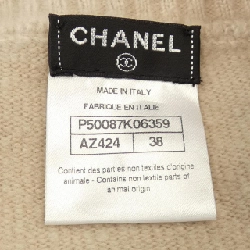 CHANEL
MADE IN ITALY
FABRIQUE EN ITALIE
P50087K06359
AZ424 38
Contient des parties non textiles d'origine
animale - Contains non textile parts of
animal origin